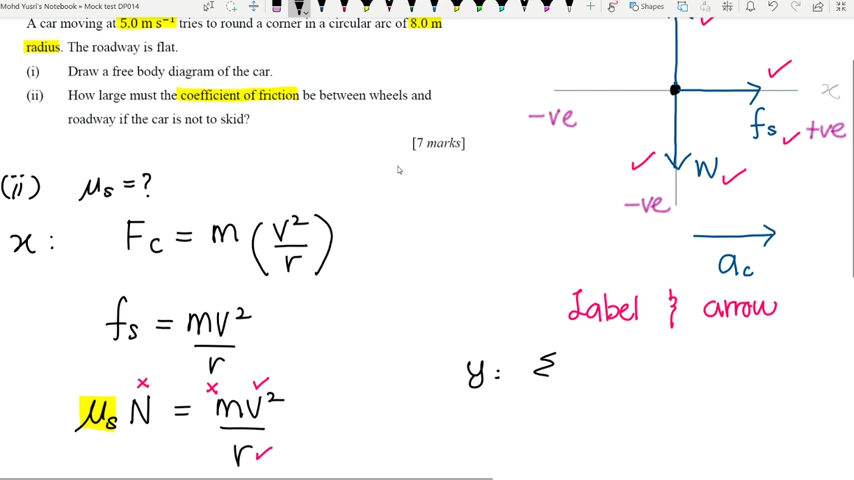 Mohd Yusri's Notebook » Mock test DP014
Shapes
A car moving at 5.0 m s⁻¹ tries to round a corner in a circular arc of 8.0 m
radius. The roadway is flat.
(i) Draw a free body diagram of the car.
(ii) How large must the coefficient of friction be between wheels and
roadway if the car is not to skid?
[7 marks]
(ii) μs = ?
x : Fc = m (v²/r)
fs = mv²/r
μs N = mv²/r
x
-ve
fs
+ve
W
-ve
ac
Label & arrow
y : Σ